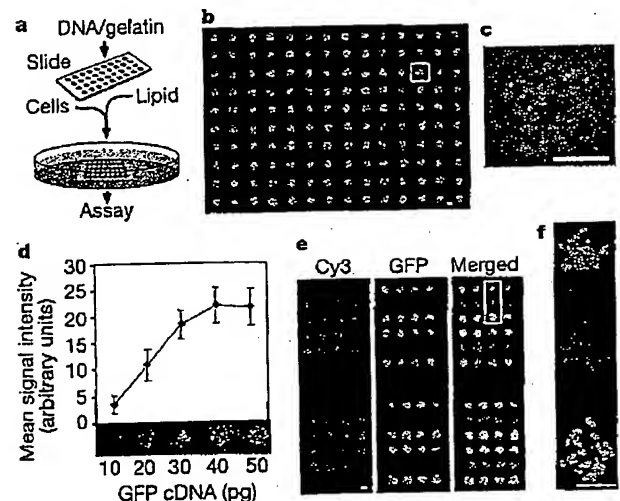 a
DNA/gelatin
Slide
Cells
Lipid
Assay
b
c
d
Mean signal intensity
(arbitrary units)
30
25
20
15
10
5
0
10 20 30 40 50
GFP cDNA (pg)
e
Cy3 GFP Merged
f